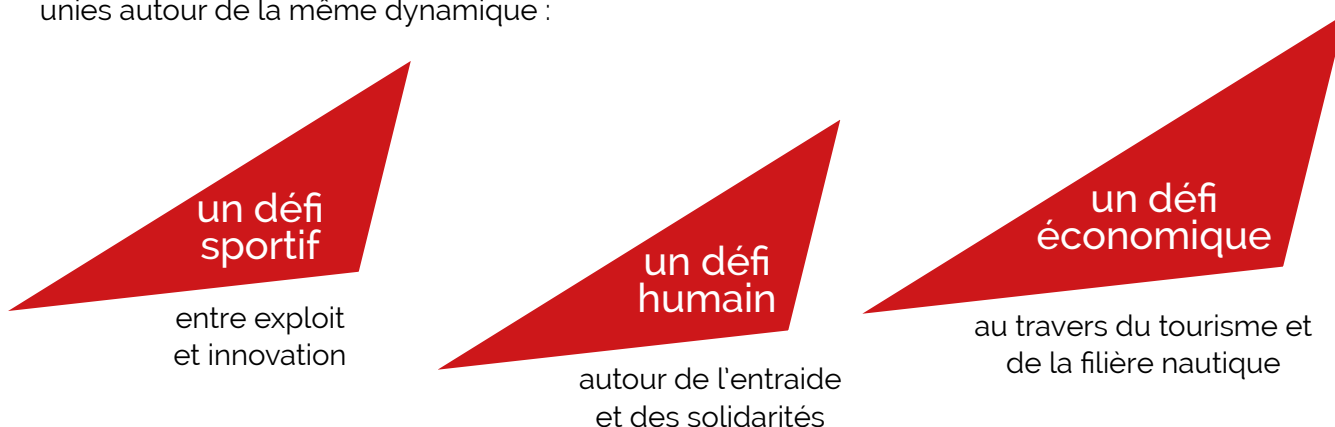 unies autour de la même dynamique :
un défi
sportif
entre exploit
et innovation
un défi
humain
autour de l'entraide
et des solidarités
un défi
économique
au travers du tourisme et
de la filière nautique